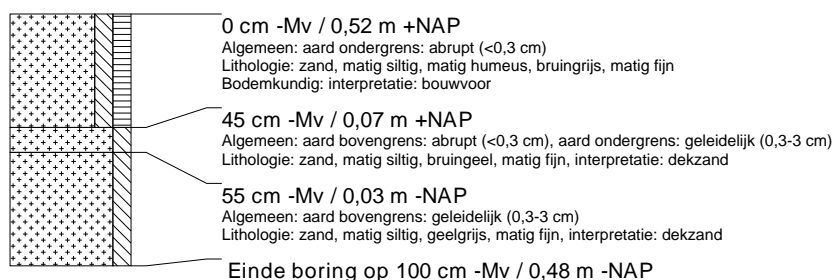 0 cm -Mv / 0,52 m +NAP
Algemeen: aard ondergrens: abrupt (<0,3 cm)
Lithologie: zand, matig siltig, matig humeus, bruingrijs, matig fijn
Bodemkundig: interpretatie: bouwvoor
45 cm -Mv / 0,07 m +NAP
Algemeen: aard bovengrens: abrupt (<0,3 cm), aard ondergrens: geleidelijk (0,3-3 cm)
Lithologie: zand, matig siltig, bruingeel, matig fijn, interpretatie: dekzand
55 cm -Mv / 0,03 m -NAP
Algemeen: aard bovengrens: geleidelijk (0,3-3 cm)
Lithologie: zand, matig siltig, geelgrijs, matig fijn, interpretatie: dekzand
Einde boring op 100 cm -Mv / 0,48 m -NAP